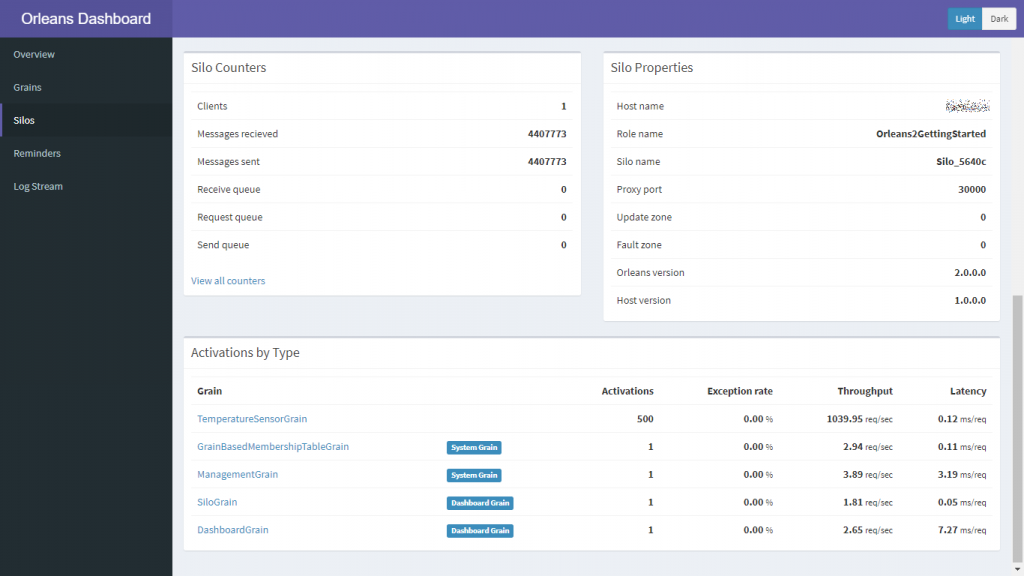 Orleans Dashboard
Light Dark
Overview
Grains
Silos
Reminders
Log Stream
Silo Counters
Clients 1
Messages recieved 4407773
Messages sent 4407773
Receive queue 0
Request queue 0
Send queue 0
View all counters
Silo Properties
Host name
Role name Orleans2GettingStarted
Silo name Silo_5640c
Proxy port 30000
Update zone 0
Fault zone 0
Orleans version 2.0.0.0
Host version 1.0.0.0
Activations by Type
Grain Activations Exception rate Throughput Latency
TemperatureSensorGrain 500 0.00 % 1039.95 req/sec 0.12 ms/req
GrainBasedMembershipTableGrain System Grain 1 0.00 % 2.94 req/sec 0.11 ms/req
ManagementGrain System Grain 1 0.00 % 3.89 req/sec 3.19 ms/req
SiloGrain Dashboard Grain 1 0.00 % 1.81 req/sec 0.05 ms/req
DashboardGrain Dashboard Grain 1 0.00 % 2.65 req/sec 7.27 ms/req